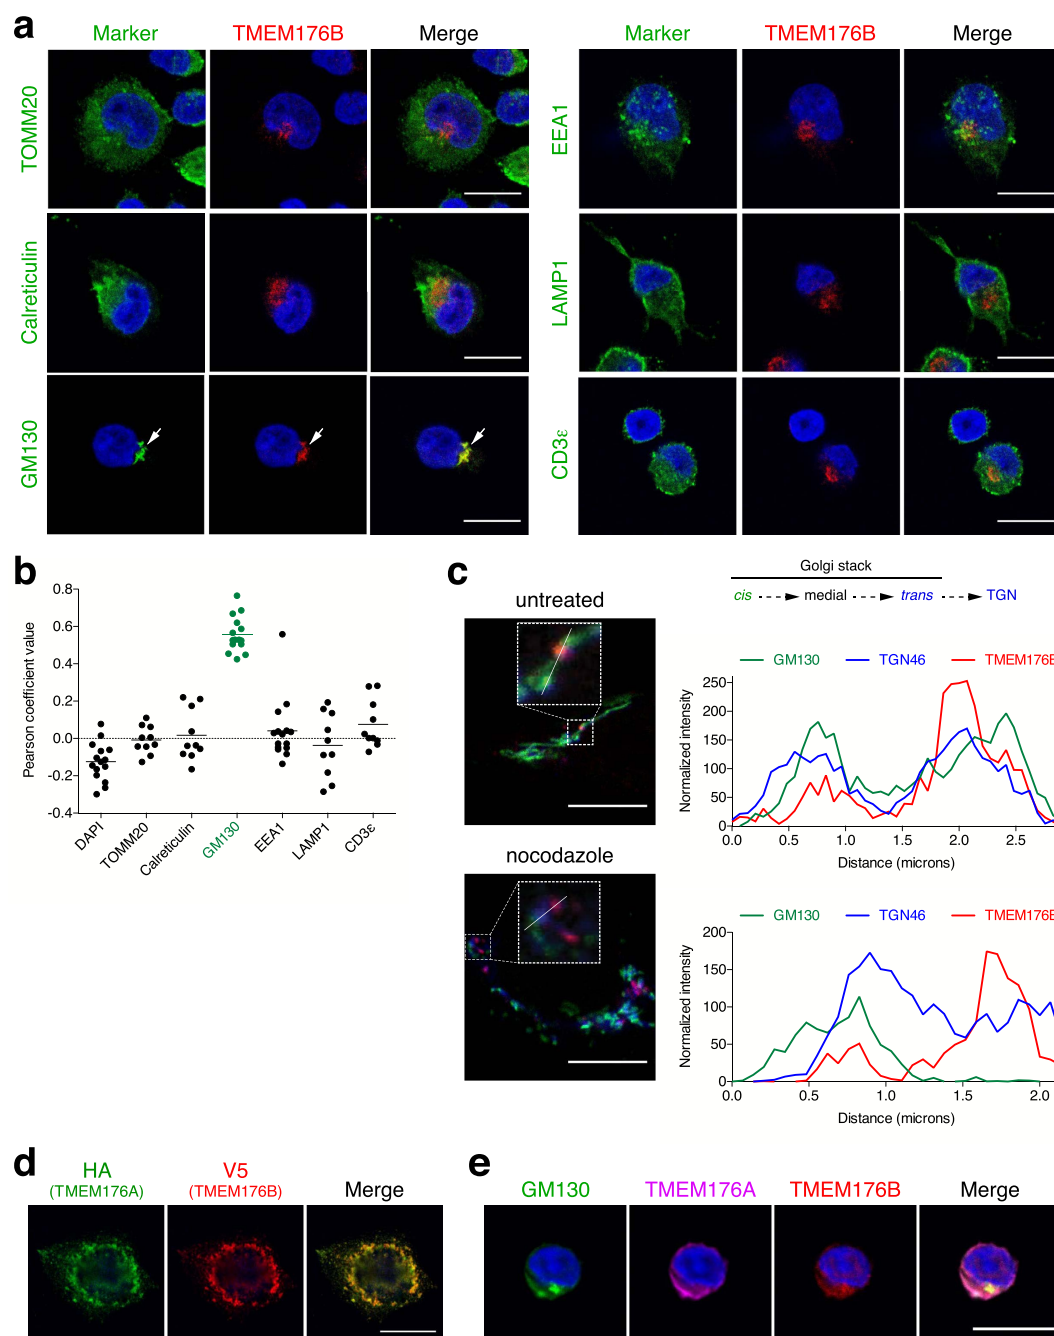 a
Marker TMEM176B Merge
Marker TMEM176B Merge
TOMM20
EEA1
Calreticulin
LAMP1
GM130
CD3ε
b
Pearson coefficient value
0.8
0.6
0.4
0.2
0.0
-0.2
-0.4
DAPI TOMM20 Calreticulin GM130 EEA1 LAMP1 CD3ε
c
untreated
Golgi stack
cis medial trans TGN
GM130 TGN46 TMEM176B
Normalized intensity
250
200
150
100
50
0
0.0 0.5 1.0 1.5 2.0 2.5
Distance (microns)
nocodazole
GM130 TGN46 TMEM176B
Normalized intensity
200
150
100
50
0
0.0 0.5 1.0 1.5 2.0
Distance (microns)
d
HA V5
(TMEM176A) (TMEM176B) Merge
e
GM130 TMEM176A TMEM176B Merge